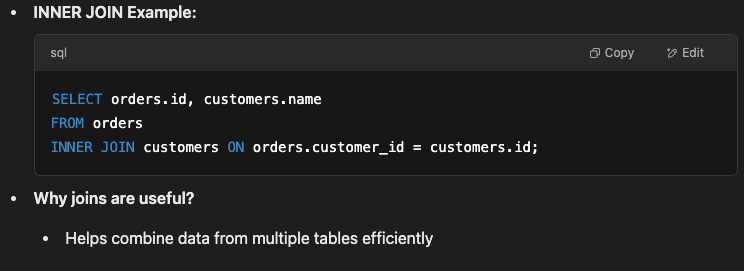 INNER JOIN Example:
sql Copy Edit
SELECT orders.id, customers.name
FROM orders
INNER JOIN customers ON orders.customer_id = customers.id;
Why joins are useful?
Helps combine data from multiple tables efficiently